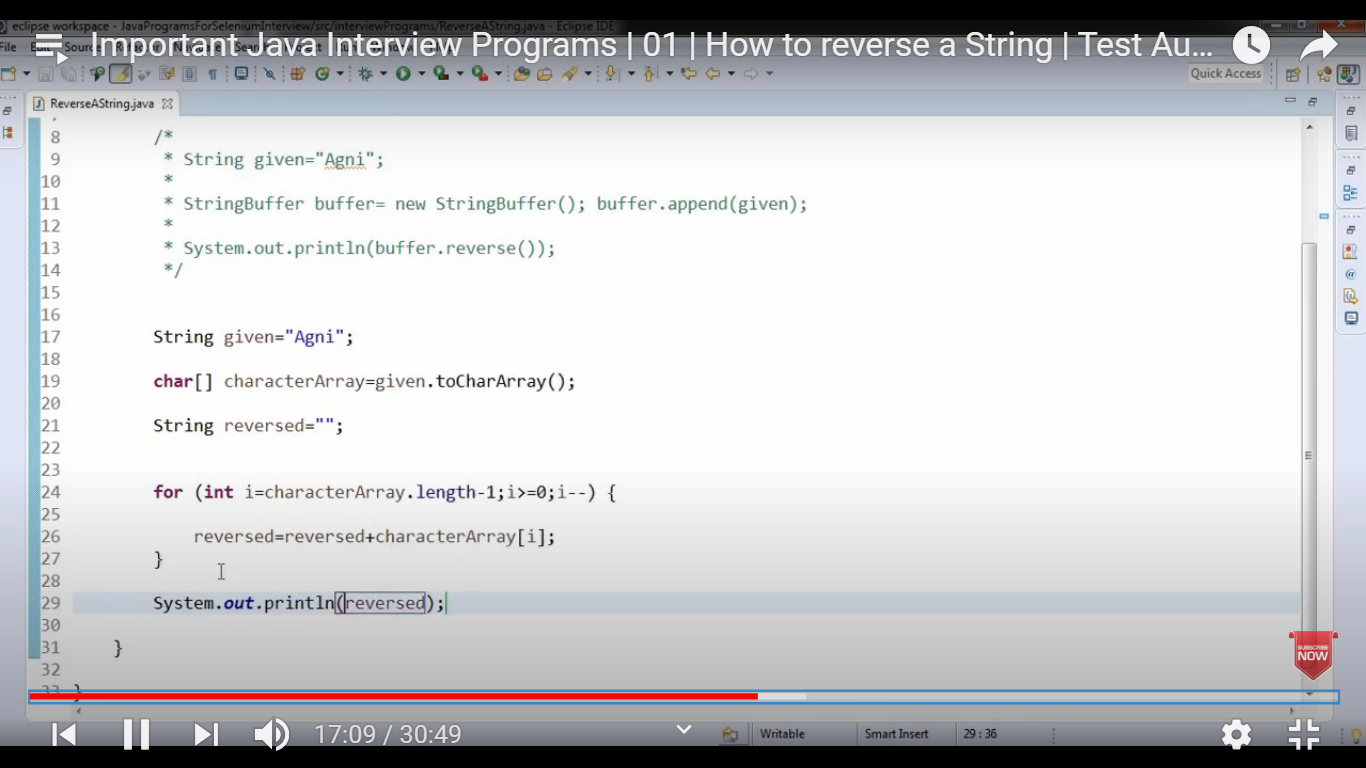 eclipse workspace - JavaProgramsForSeleniumInterview/src/interviewPrograms/ReverseAString.java - Eclipse IDE
Important Java Interview Programs | 01 | How to reverse a String | Test Au...
File
Quick Access
ReverseAString.java
8 /*
9 * String given="Agni";
10 *
11 * StringBuffer buffer= new StringBuffer(); buffer.append(given);
12 *
13 * System.out.println(buffer.reverse());
14 */
15
16
17 String given="Agni";
18
19 char[] characterArray=given.toCharArray();
20
21 String reversed="";
22
23
24 for (int i=characterArray.length-1;i>=0;i--) {
25
26 reversed=reversed+characterArray[i];
27 }
28
29 System.out.println(reversed);
30
31 }
32
33 }
SUBSCRIBE
NOW
17:09 / 30:49
Writable
Smart Insert
29 : 36